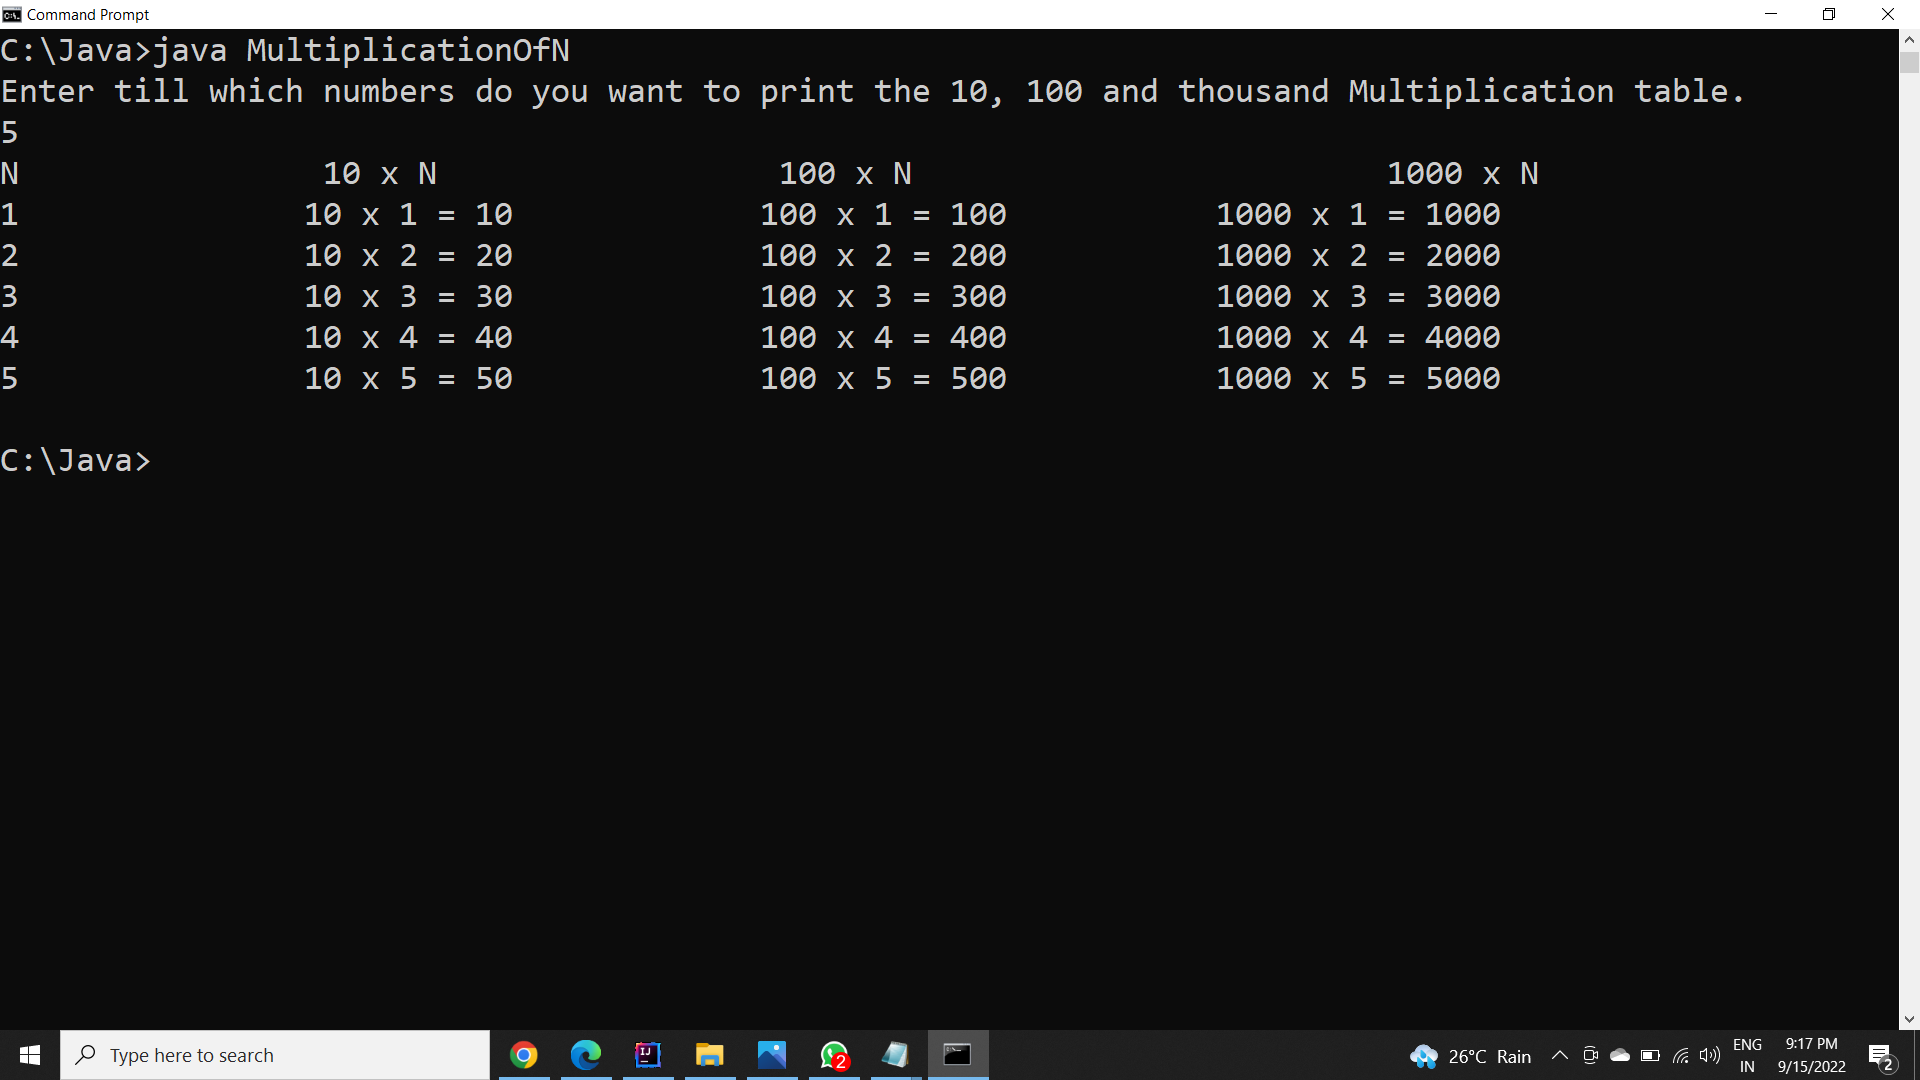 Command Prompt
C:\Java>java MultiplicationOfN
Enter till which numbers do you want to print the 10, 100 and thousand Multiplication table.
5
N 10 x N 100 x N 1000 x N
1 10 x 1 = 10 100 x 1 = 100 1000 x 1 = 1000
2 10 x 2 = 20 100 x 2 = 200 1000 x 2 = 2000
3 10 x 3 = 30 100 x 3 = 300 1000 x 3 = 3000
4 10 x 4 = 40 100 x 4 = 400 1000 x 4 = 4000
5 10 x 5 = 50 100 x 5 = 500 1000 x 5 = 5000
C:\Java>
Type here to search
IJ
2
26°C Rain
ENG
IN
9:17 PM
9/15/2022
2